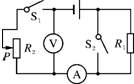 S₁
P R₂ V S₂ R₁
A